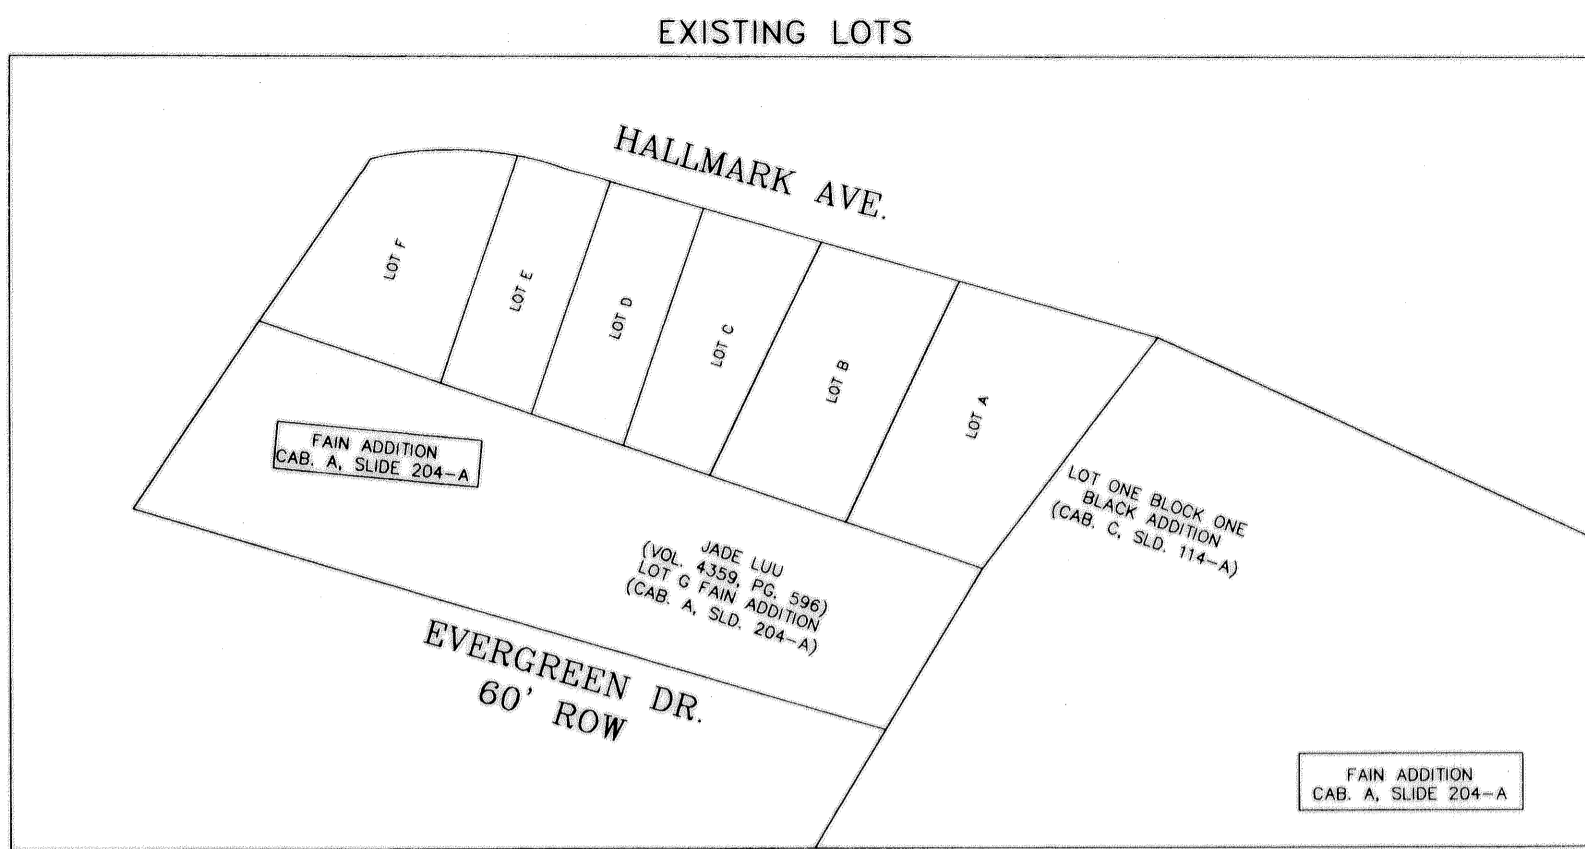 EXISTING LOTS
HALLMARK AVE.
LOT F
LOT E
LOT D
LOT C
LOT B
LOT A
FAIN ADDITION
CAB. A, SLIDE 204-A
LOT ONE BLOCK ONE
BLACK ADDITION
(CAB. C, SLD. 114-A)
JADE LUU
(VOL. 4359, PG. 596)
LOT G FAIN ADDITION
(CAB. A, SLD. 204-A)
EVERGREEN DR.
60' ROW
FAIN ADDITION
CAB. A, SLIDE 204-A